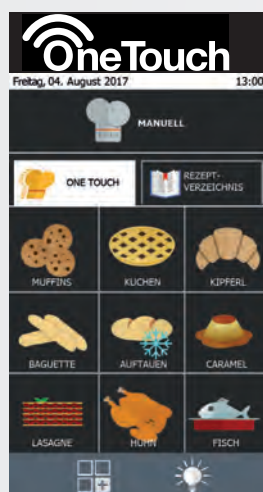 OneTouch
Freitag, 04. August 2017 13:00
MANUELL
ONE TOUCH
REZEPT-
VERZEICHNIS
MUFFINS KUCHEN KIPFERL
BAGUETTE AUFTAUEN CARAMEL
LASAGNE HUHN FISCH